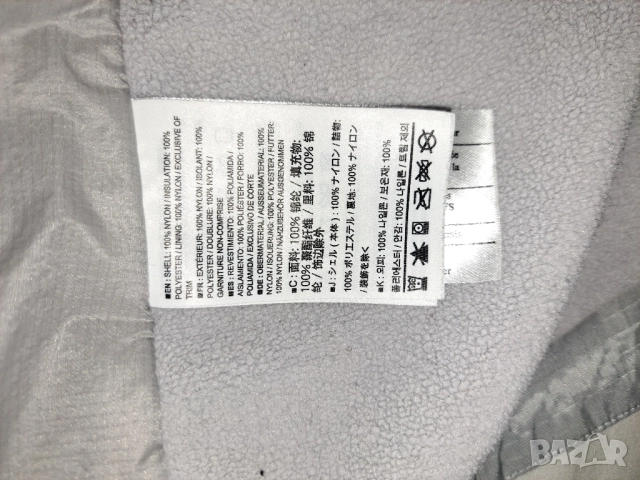 ■EN: SHELL: 100% NYLON / INSULATION: 100%
POLYESTER / LINING: 100% NYLON / EXCLUSIVE OF
TRIM
■FR: EXTERIEUR: 100% NYLON / ISOLANT: 100%
POLYESTER / DOUBLURE: 100% NYLON /
GARNITURE NON-COMPRISE
■ES: REVESTIMIENTO: 100% POLIAMIDA /
AISLAMIENTO: 100% POLIÉSTER / FORRO: 100%
POLIAMIDA / EXCLUSIVO DE CORTE
■DE: OBERMATERIAL / AUSSENMATERIAL: 100%
NYLON / ISOLIERUNG: 100% POLYESTER / FUTTER:
100% NYLON / NÄHZUBEHÖR AUSGENOMMEN
■C: 面料: 100% 锦纶 / 填充物:
100% 聚酯纤维 / 里料: 100% 锦
纶 / 饰边除外
■J: シェル (本体) : 100% ナイロン / 詰物:
100% ポリエステル / 裏地: 100% ナイロン
/ 装飾を除く
■K: 외피: 100% 나일론 / 보온재: 100%
폴리에스터 / 안감: 100% 나일론 / 트림 제외
bazar.bg